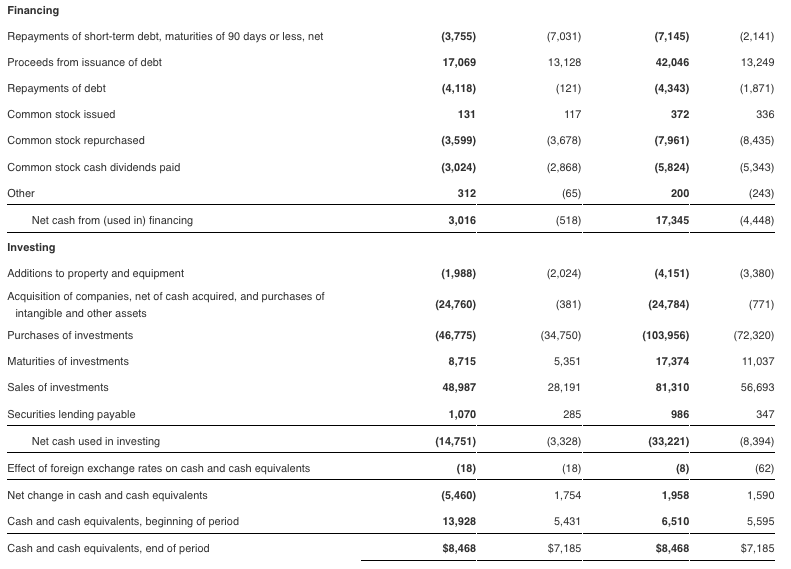 Financing
Repayments of short-term debt, maturities of 90 days or less, net (3,755) (7,031) (7,145) (2,141)
Proceeds from issuance of debt 17,069 13,128 42,046 13,249
Repayments of debt (4,118) (121) (4,343) (1,871)
Common stock issued 131 117 372 336
Common stock repurchased (3,599) (3,678) (7,961) (8,435)
Common stock cash dividends paid (3,024) (2,868) (5,824) (5,343)
Other 312 (65) 200 (243)
Net cash from (used in) financing 3,016 (518) 17,345 (4,448)
Investing
Additions to property and equipment (1,988) (2,024) (4,151) (3,380)
Acquisition of companies, net of cash acquired, and purchases of
intangible and other assets (24,760) (381) (24,784) (771)
Purchases of investments (46,775) (34,750) (103,956) (72,320)
Maturities of investments 8,715 5,351 17,374 11,037
Sales of investments 48,987 28,191 81,310 56,693
Securities lending payable 1,070 285 986 347
Net cash used in investing (14,751) (3,328) (33,221) (8,394)
Effect of foreign exchange rates on cash and cash equivalents (18) (18) (8) (62)
Net change in cash and cash equivalents (5,460) 1,754 1,958 1,590
Cash and cash equivalents, beginning of period 13,928 5,431 6,510 5,595
Cash and cash equivalents, end of period $8,468 $7,185 $8,468 $7,185